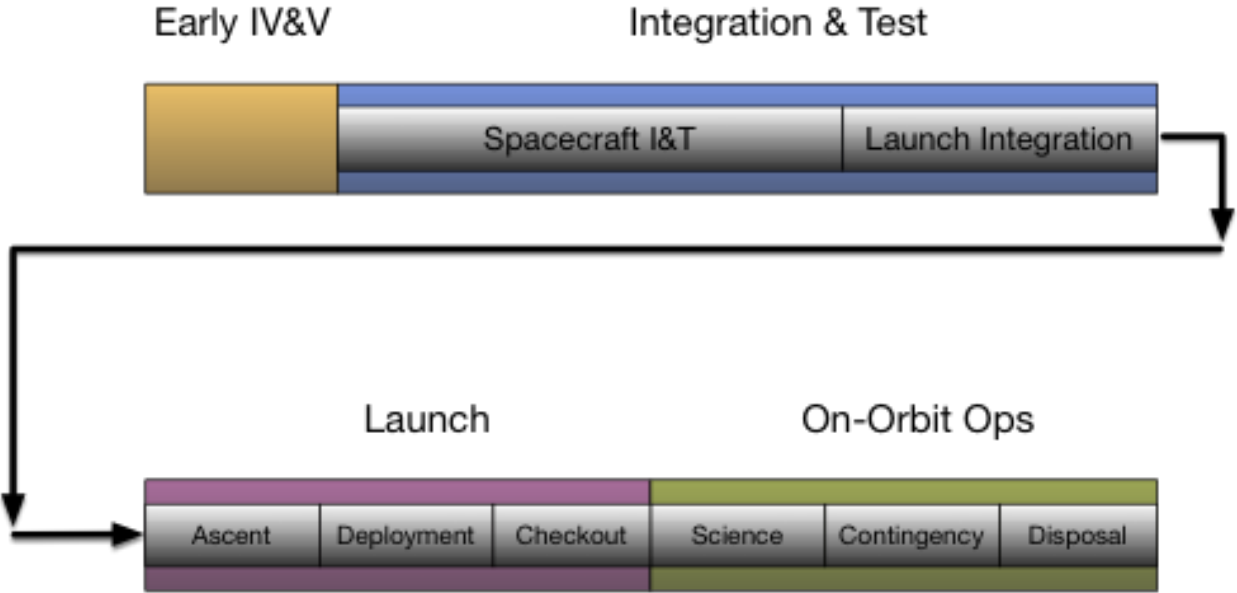 Early IV&V
Integration & Test
Spacecraft I&T
Launch Integration
Launch
On-Orbit Ops
Ascent
Deployment
Checkout
Science
Contingency
Disposal